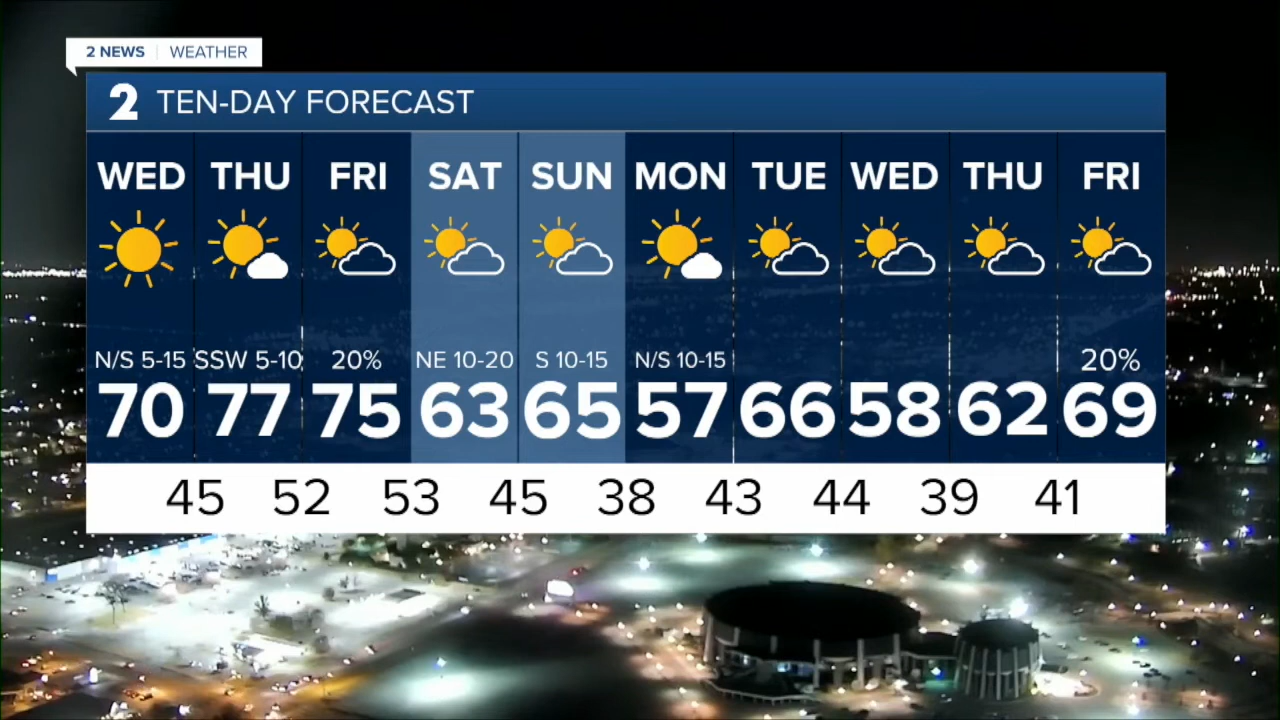 2 NEWS | WEATHER
2 TEN-DAY FORECAST
WED THU FRI SAT SUN MON TUE WED THU FRI
N/S 5-15 SSW 5-10 20% NE 10-20 S 10-15 N/S 10-15 20%
70 77 75 63 65 57 66 58 62 69
45 52 53 45 38 43 44 39 41